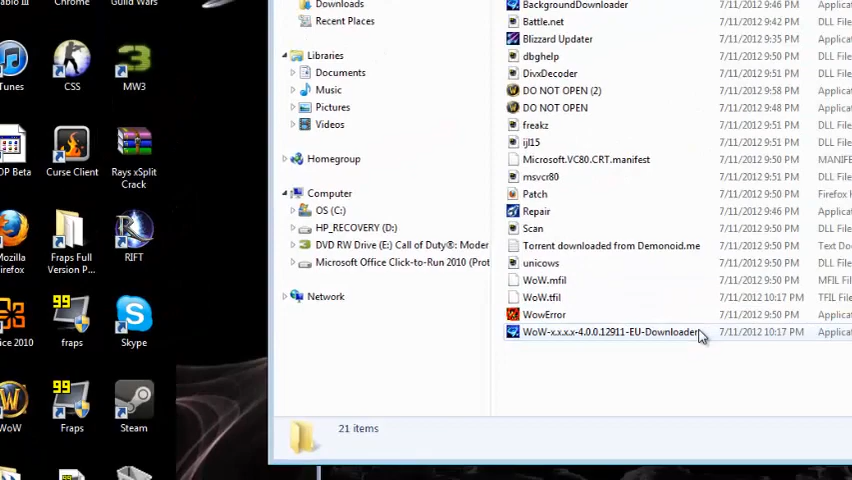 Chrome
Guild Wars
iTunes
CSS
MW3
OP Beta
Curse Client
Rays xSplit
Crack
Mozilla
Firefox
Fraps Full
Version P...
RIFT
99
99
fraps
Skype
WoW
Fraps
Steam
Downloads
Recent Places
Libraries
Documents
Music
Pictures
Videos
Homegroup
Computer
OS (C:)
HP_RECOVERY (D:)
DVD RW Drive (E:) Call of Duty®: Moder
Microsoft Office Click-to-Run 2010 (Prot
Network
BackgroundDownloader 7/11/2012 9:46 PM Applicat
Battle.net 7/11/2012 9:42 PM DLL File
Blizzard Updater 7/11/2012 9:50 PM Applicat
dbghelp 7/11/2012 9:50 PM DLL File
DivxDecoder 7/11/2012 9:51 PM DLL File
DO NOT OPEN (2) 7/11/2012 9:58 PM Applicat
DO NOT OPEN 7/11/2012 9:48 PM Applicat
freakz 7/11/2012 9:51 PM DLL File
ijl15 7/11/2012 9:51 PM DLL File
Microsoft.VC80.CRT.manifest 7/11/2012 9:50 PM MANIFE
msvcr80 7/11/2012 9:51 PM DLL File
Patch 7/11/2012 9:50 PM Firefox H
Repair 7/11/2012 9:46 PM Applicat
Scan 7/11/2012 9:50 PM DLL File
Torrent downloaded from Demonoid.me 7/11/2012 9:50 PM Text Do
unicows 7/11/2012 9:50 PM DLL File
WoW.mfil 7/11/2012 9:50 PM MFIL File
WoW.tfil 7/11/2012 10:17 PM TFIL File
WowError 7/11/2012 9:50 PM Applicat
WoW-x.x.x.x-4.0.0.12911-EU-Downloader 7/11/2012 10:17 PM Applicat
21 items